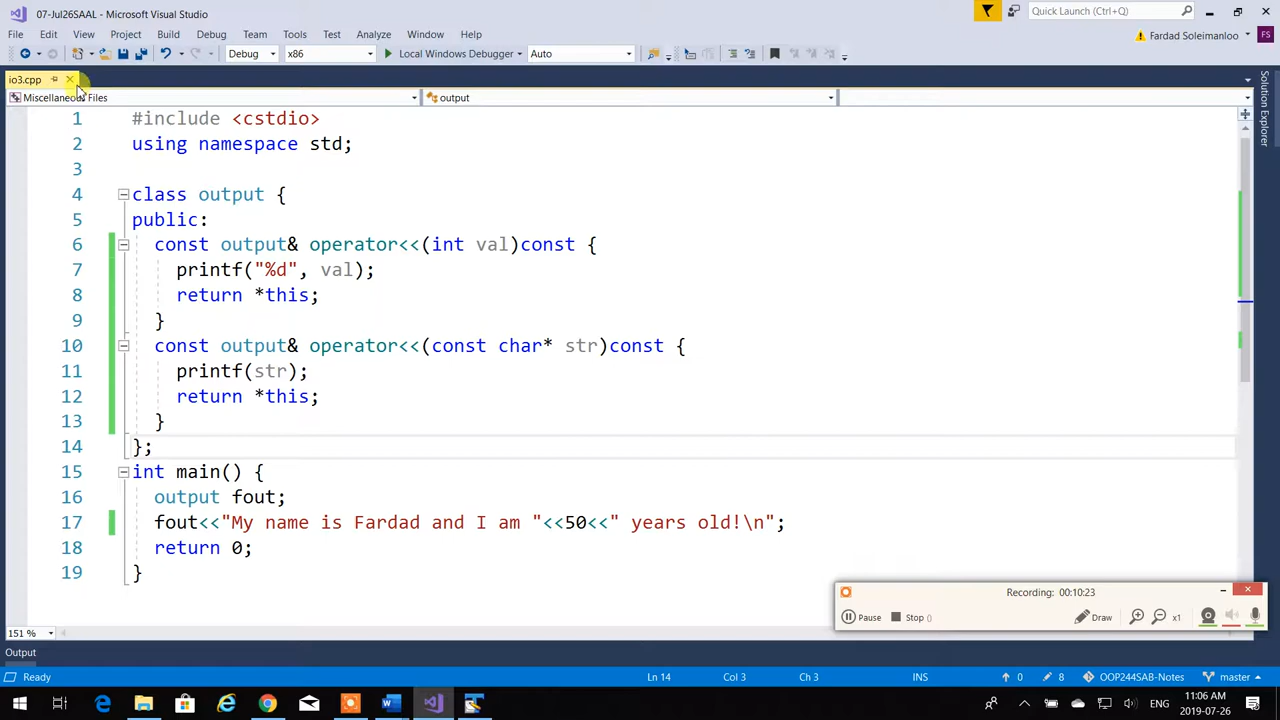 07-Jul26SAAL - Microsoft Visual Studio
Quick Launch (Ctrl+Q)
File Edit View Project Build Debug Team Tools Test Analyze Window Help
Fardad Soleimanloo FS
Debug x86 Local Windows Debugger Auto
io3.cpp
Miscellaneous Files output
Solution Explorer
1 #include <cstdio>
2 using namespace std;
3
4 class output {
5 public:
6 const output& operator<<(int val)const {
7 printf("%d", val);
8 return *this;
9 }
10 const output& operator<<(const char* str)const {
11 printf(str);
12 return *this;
13 }
14 };
15 int main() {
16 output fout;
17 fout<<"My name is Fardad and I am "<<50<<" years old!\n";
18 return 0;
19 }
Recording: 00:10:23
Pause Stop () Draw x1
151 %
Output
Ready Ln 14 Col 3 Ch 3 INS 0 8 OOP244SAB-Notes master
11:06 AM
2019-07-26